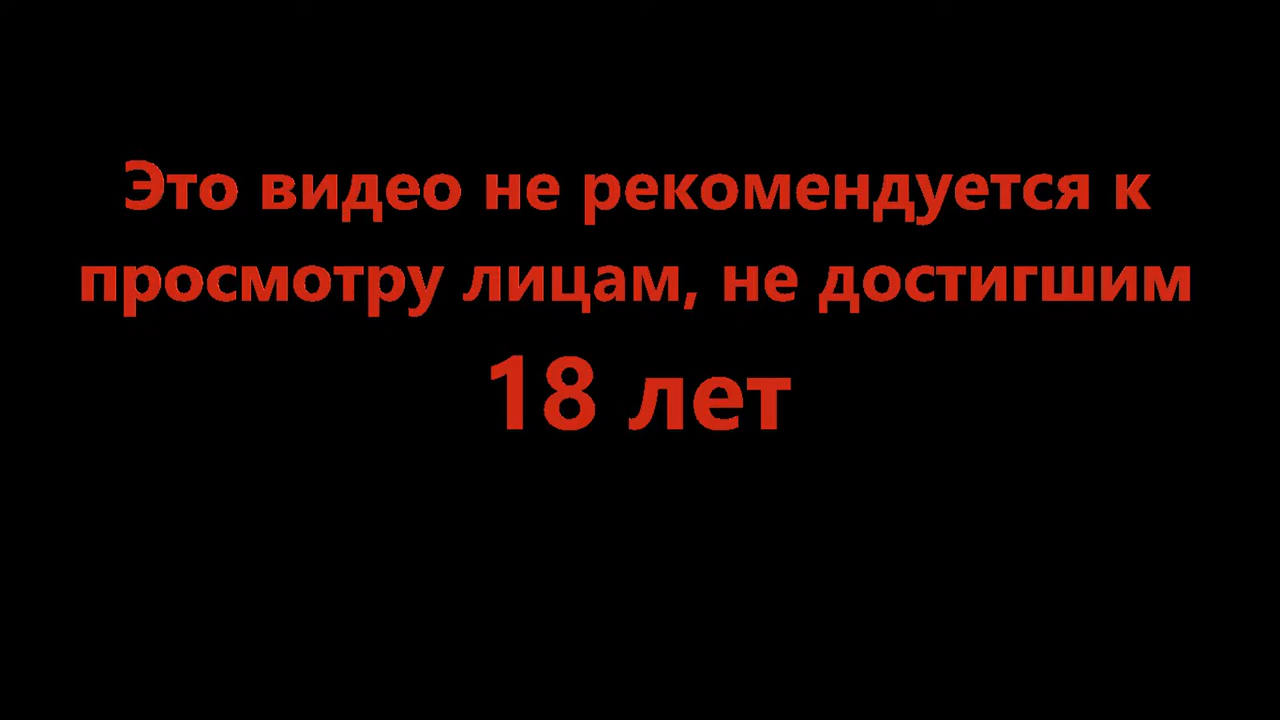 Это видео не рекомендуется к
просмотру лицам, не достигшим
18 лет